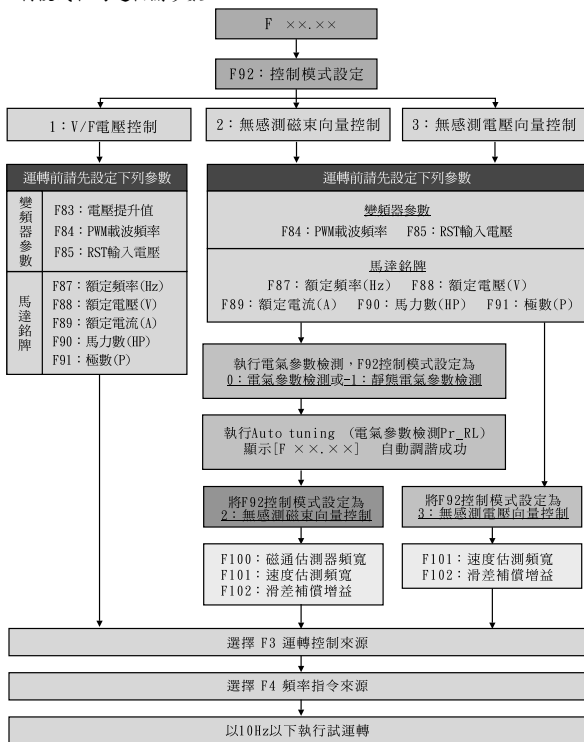 F ××.××
F92：控制模式設定
1：V/F電壓控制
2：無感測磁束向量控制
3：無感測電壓向量控制
運轉前請先設定下列參數
變頻器參數
F83：電壓提升值
F84：PWM載波頻率
F85：RST輸入電壓
馬達銘牌
F87：額定頻率(Hz)
F88：額定電壓(V)
F89：額定電流(A)
F90：馬力數(HP)
F91：極數(P)
運轉前請先設定下列參數
變頻器參數
F84：PWM載波頻率 F85：RST輸入電壓
馬達銘牌
F87：額定頻率(Hz) F88：額定電壓(V)
F89：額定電流(A) F90：馬力數(HP) F91：極數(P)
執行電氣參數檢測，F92控制模式設定為
0：電氣參數檢測或-1：靜態電氣參數檢測
執行Auto tuning (電氣參數檢測Pr_RL)
顯示[F ××.××] 自動調諧成功
將F92控制模式設定為
2：無感測磁束向量控制
將F92控制模式設定為
3：無感測電壓向量控制
F100：磁通估測器頻寬
F101：速度估測頻寬
F102：滑差補償增益
F101：速度估測頻寬
F102：滑差補償增益
選擇 F3 運轉控制來源
選擇 F4 頻率指令來源
以10Hz以下執行試運轉